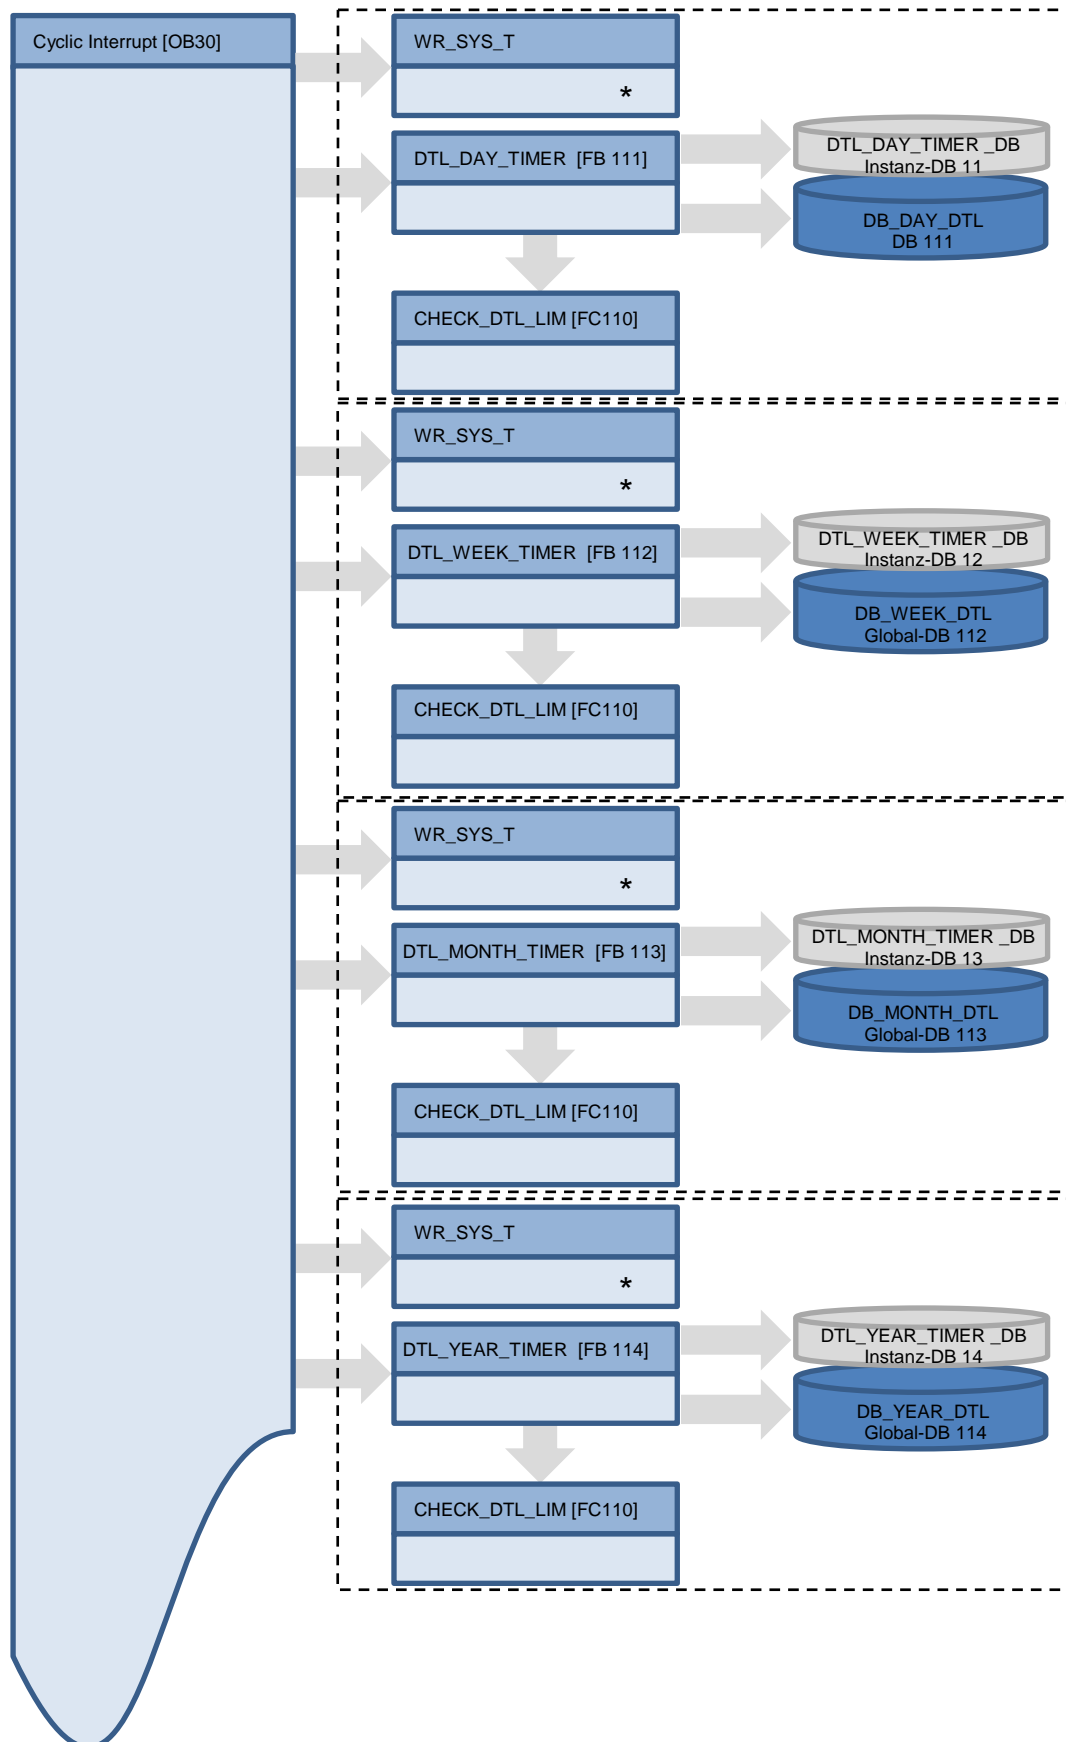 Cyclic Interrupt [OB30]
WR_SYS_T
*
DTL_DAY_TIMER [FB 111]
DTL_DAY_TIMER _DB
Instanz-DB 11
DB_DAY_DTL
DB 111
CHECK_DTL_LIM [FC110]
WR_SYS_T
*
DTL_WEEK_TIMER [FB 112]
DTL_WEEK_TIMER _DB
Instanz-DB 12
DB_WEEK_DTL
Global-DB 112
CHECK_DTL_LIM [FC110]
WR_SYS_T
*
DTL_MONTH_TIMER [FB 113]
DTL_MONTH_TIMER _DB
Instanz-DB 13
DB_MONTH_DTL
Global-DB 113
CHECK_DTL_LIM [FC110]
WR_SYS_T
*
DTL_YEAR_TIMER [FB 114]
DTL_YEAR_TIMER _DB
Instanz-DB 14
DB_YEAR_DTL
Global-DB 114
CHECK_DTL_LIM [FC110]